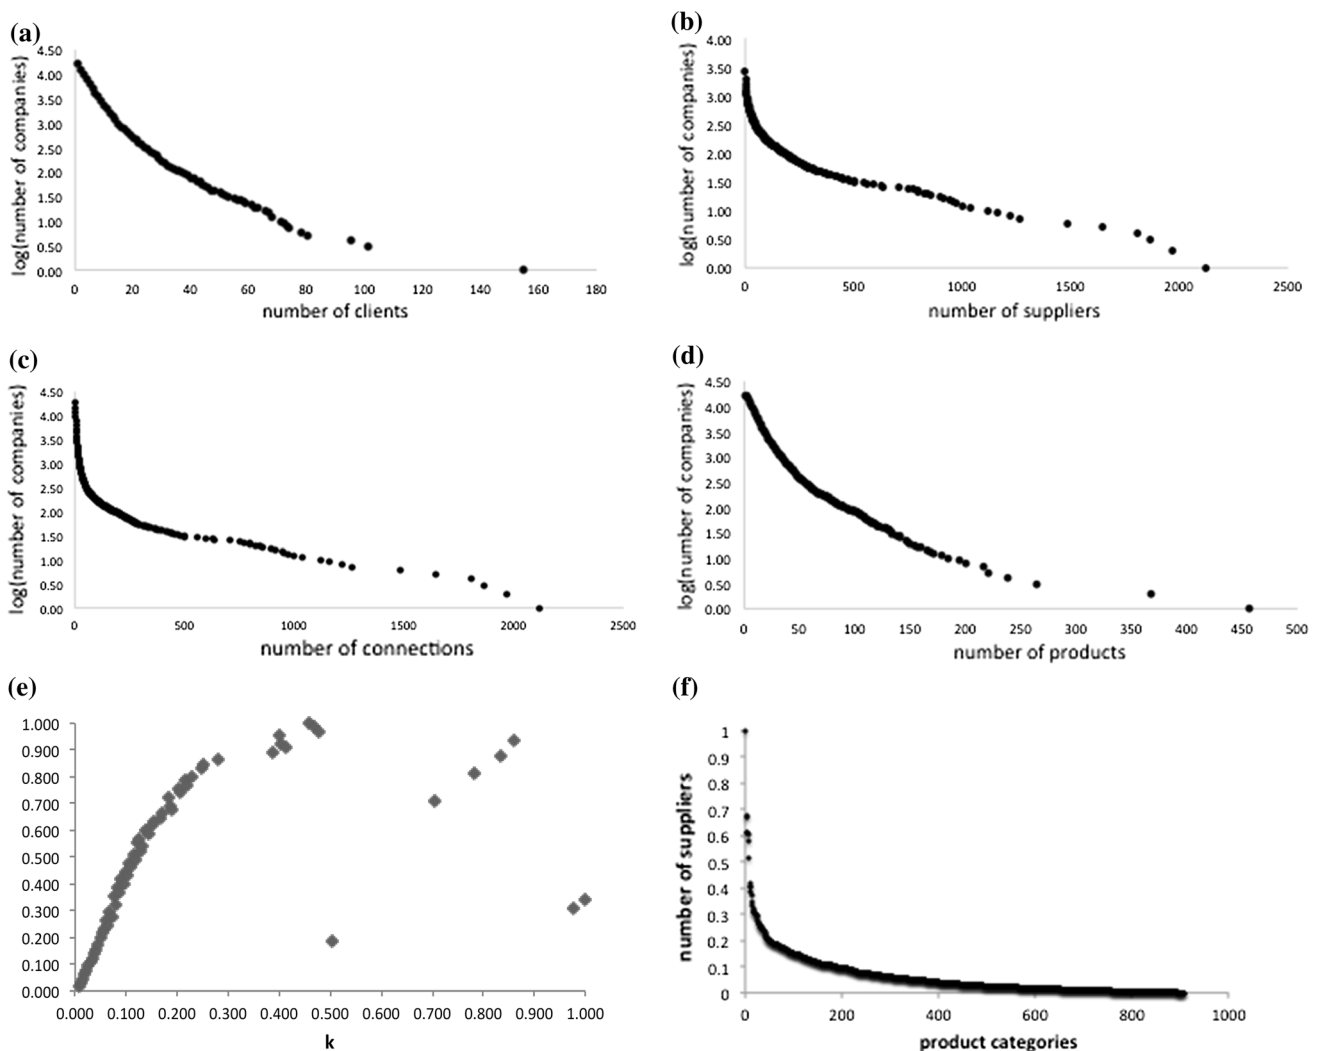 (a)
log(number of companies)
4.50
4.00
3.50
3.00
2.50
2.00
1.50
1.00
0.50
0.00
0 20 40 60 80 100 120 140 160 180
number of clients
(b)
log(number of companies)
4.00
3.50
3.00
2.50
2.00
1.50
1.00
0.50
0.00
0 500 1000 1500 2000 2500
number of suppliers
(c)
log(number of companies)
4.50
4.00
3.50
3.00
2.50
2.00
1.50
1.00
0.50
0.00
0 500 1000 1500 2000 2500
number of connections
(d)
log(number of companies)
4.50
4.00
3.50
3.00
2.50
2.00
1.50
1.00
0.50
0.00
0 50 100 150 200 250 300 350 400 450 500
number of products
(e)
1.000
0.900
0.800
0.700
0.600
0.500
0.400
0.300
0.200
0.100
0.000
0.000 0.100 0.200 0.300 0.400 0.500 0.600 0.700 0.800 0.900 1.000
k
(f)
number of suppliers
1
0.9
0.8
0.7
0.6
0.5
0.4
0.3
0.2
0.1
0
0 200 400 600 800 1000
product categories